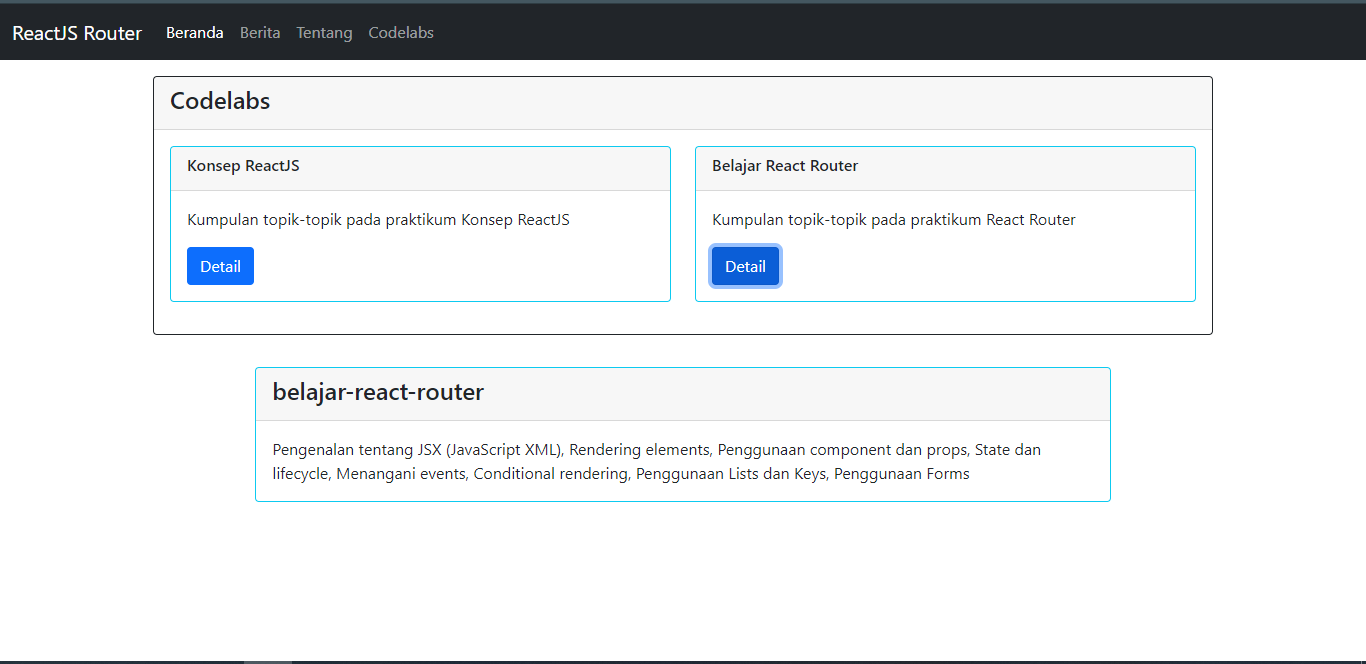 ReactJS Router Beranda Berita Tentang Codelabs
Codelabs
Konsep ReactJS
Kumpulan topik-topik pada praktikum Konsep ReactJS
Detail
Belajar React Router
Kumpulan topik-topik pada praktikum React Router
Detail
belajar-react-router
Pengenalan tentang JSX (JavaScript XML), Rendering elements, Penggunaan component dan props, State dan
lifecycle, Menangani events, Conditional rendering, Penggunaan Lists dan Keys, Penggunaan Forms